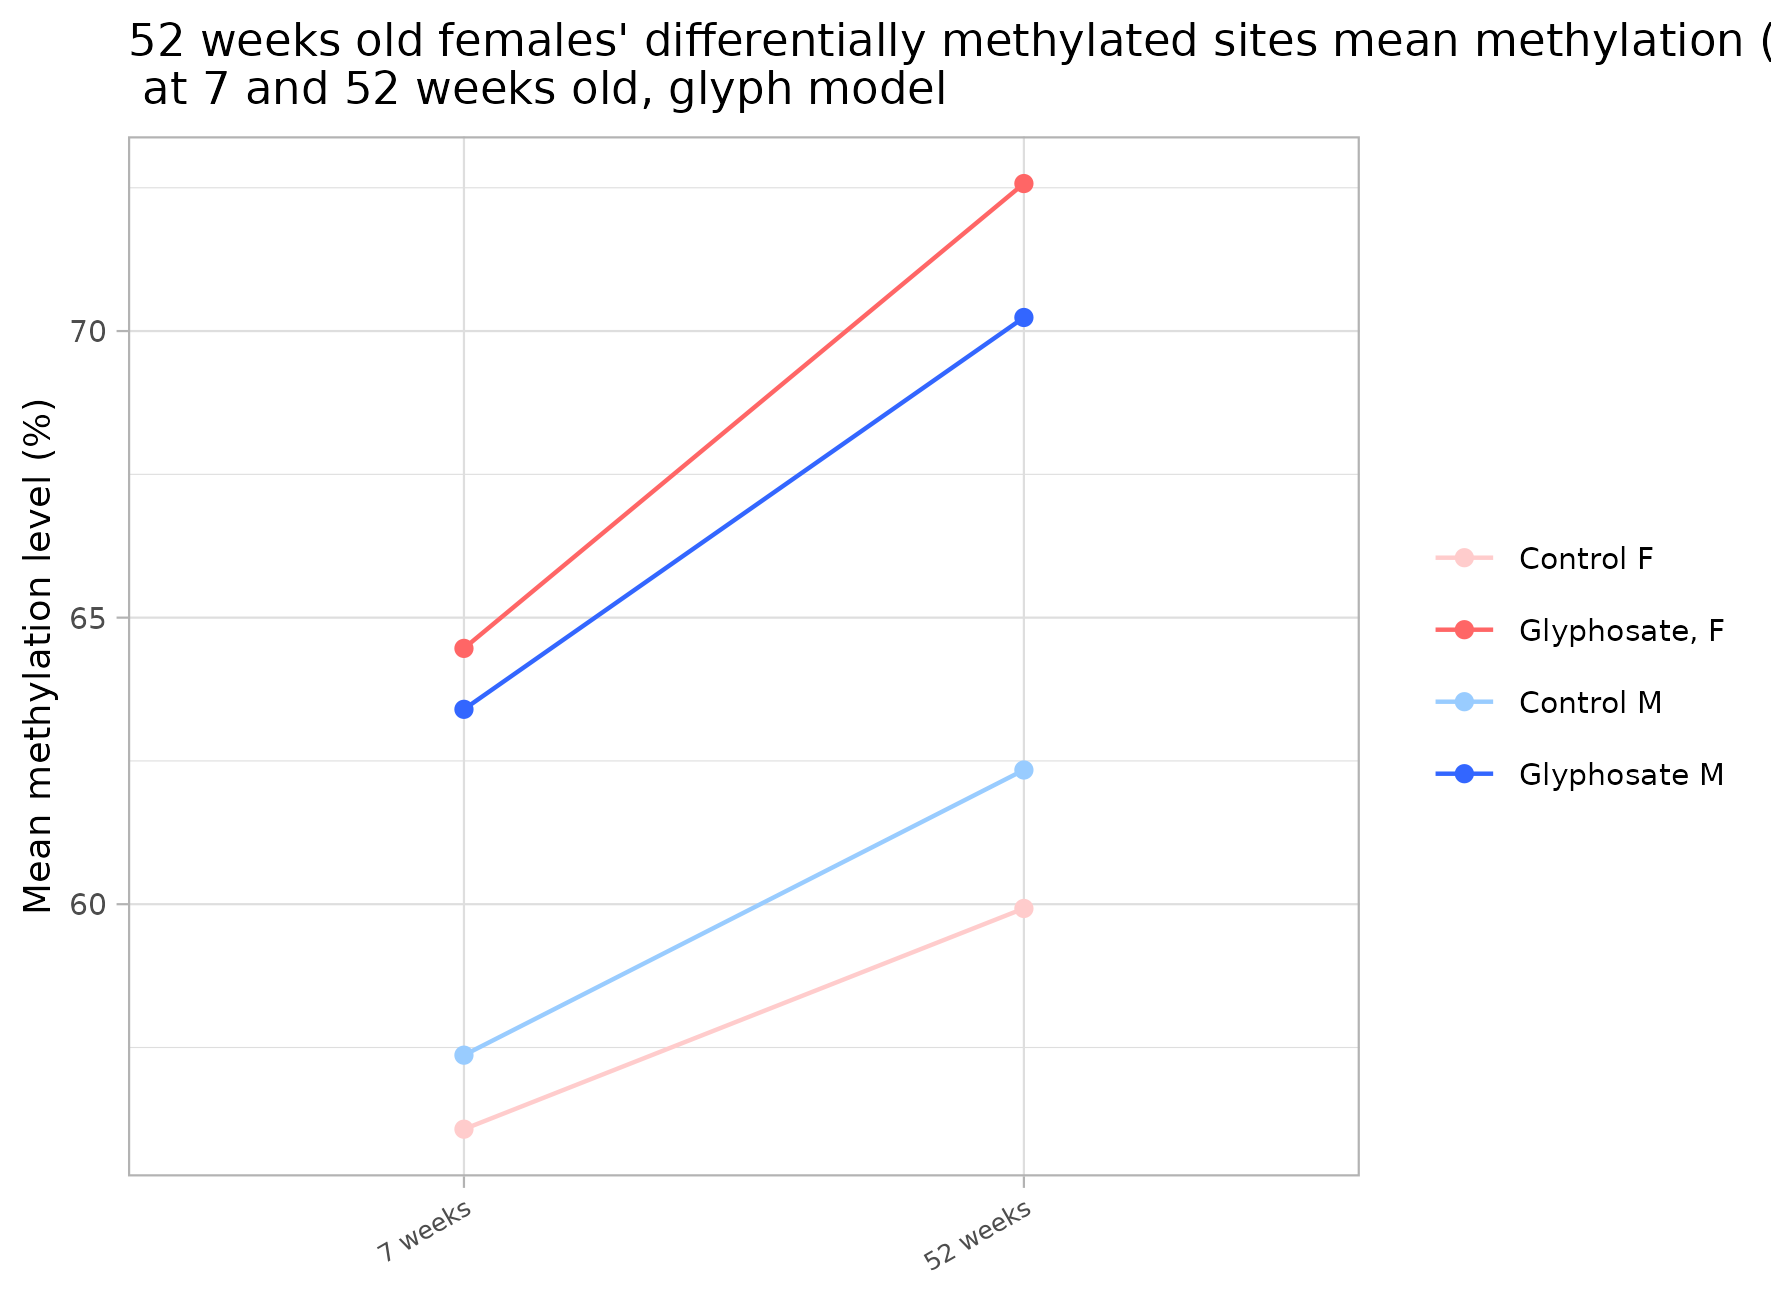 52 weeks old females' differentially methylated sites mean methylation (
at 7 and 52 weeks old, glyph model
Mean methylation level (%)
70
65
60
7 weeks
52 weeks
Control F
Glyphosate, F
Control M
Glyphosate M